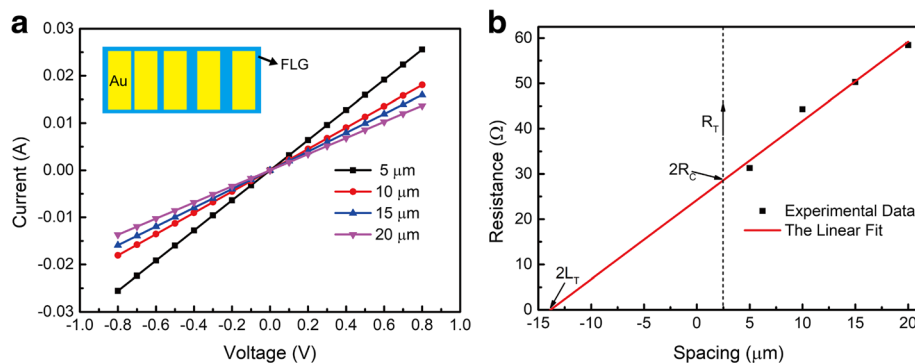 a
0.03
0.02
0.01
0.00
-0.01
-0.02
-0.03
Current (A)
Au
FLG
5 μm
10 μm
15 μm
20 μm
-1.0 -0.8 -0.6 -0.4 -0.2 0.0 0.2 0.4 0.6 0.8 1.0
Voltage (V)
b
60
50
40
30
20
10
0
Resistance (Ω)
R_T
2R_C
2L_T
Experimental Data
The Linear Fit
-15 -10 -5 0 5 10 15 20
Spacing (μm)